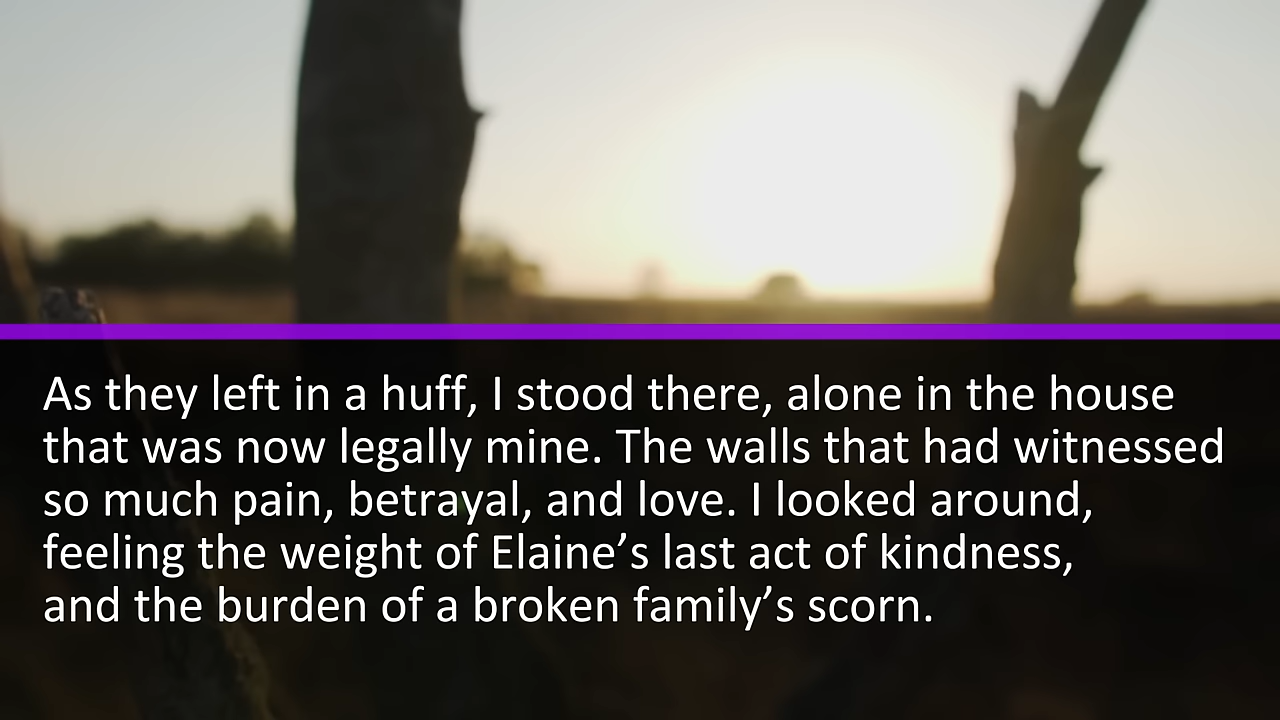 As they left in a huff, I stood there, alone in the house
that was now legally mine. The walls that had witnessed
so much pain, betrayal, and love. I looked around,
feeling the weight of Elaine’s last act of kindness,
and the burden of a broken family’s scorn.